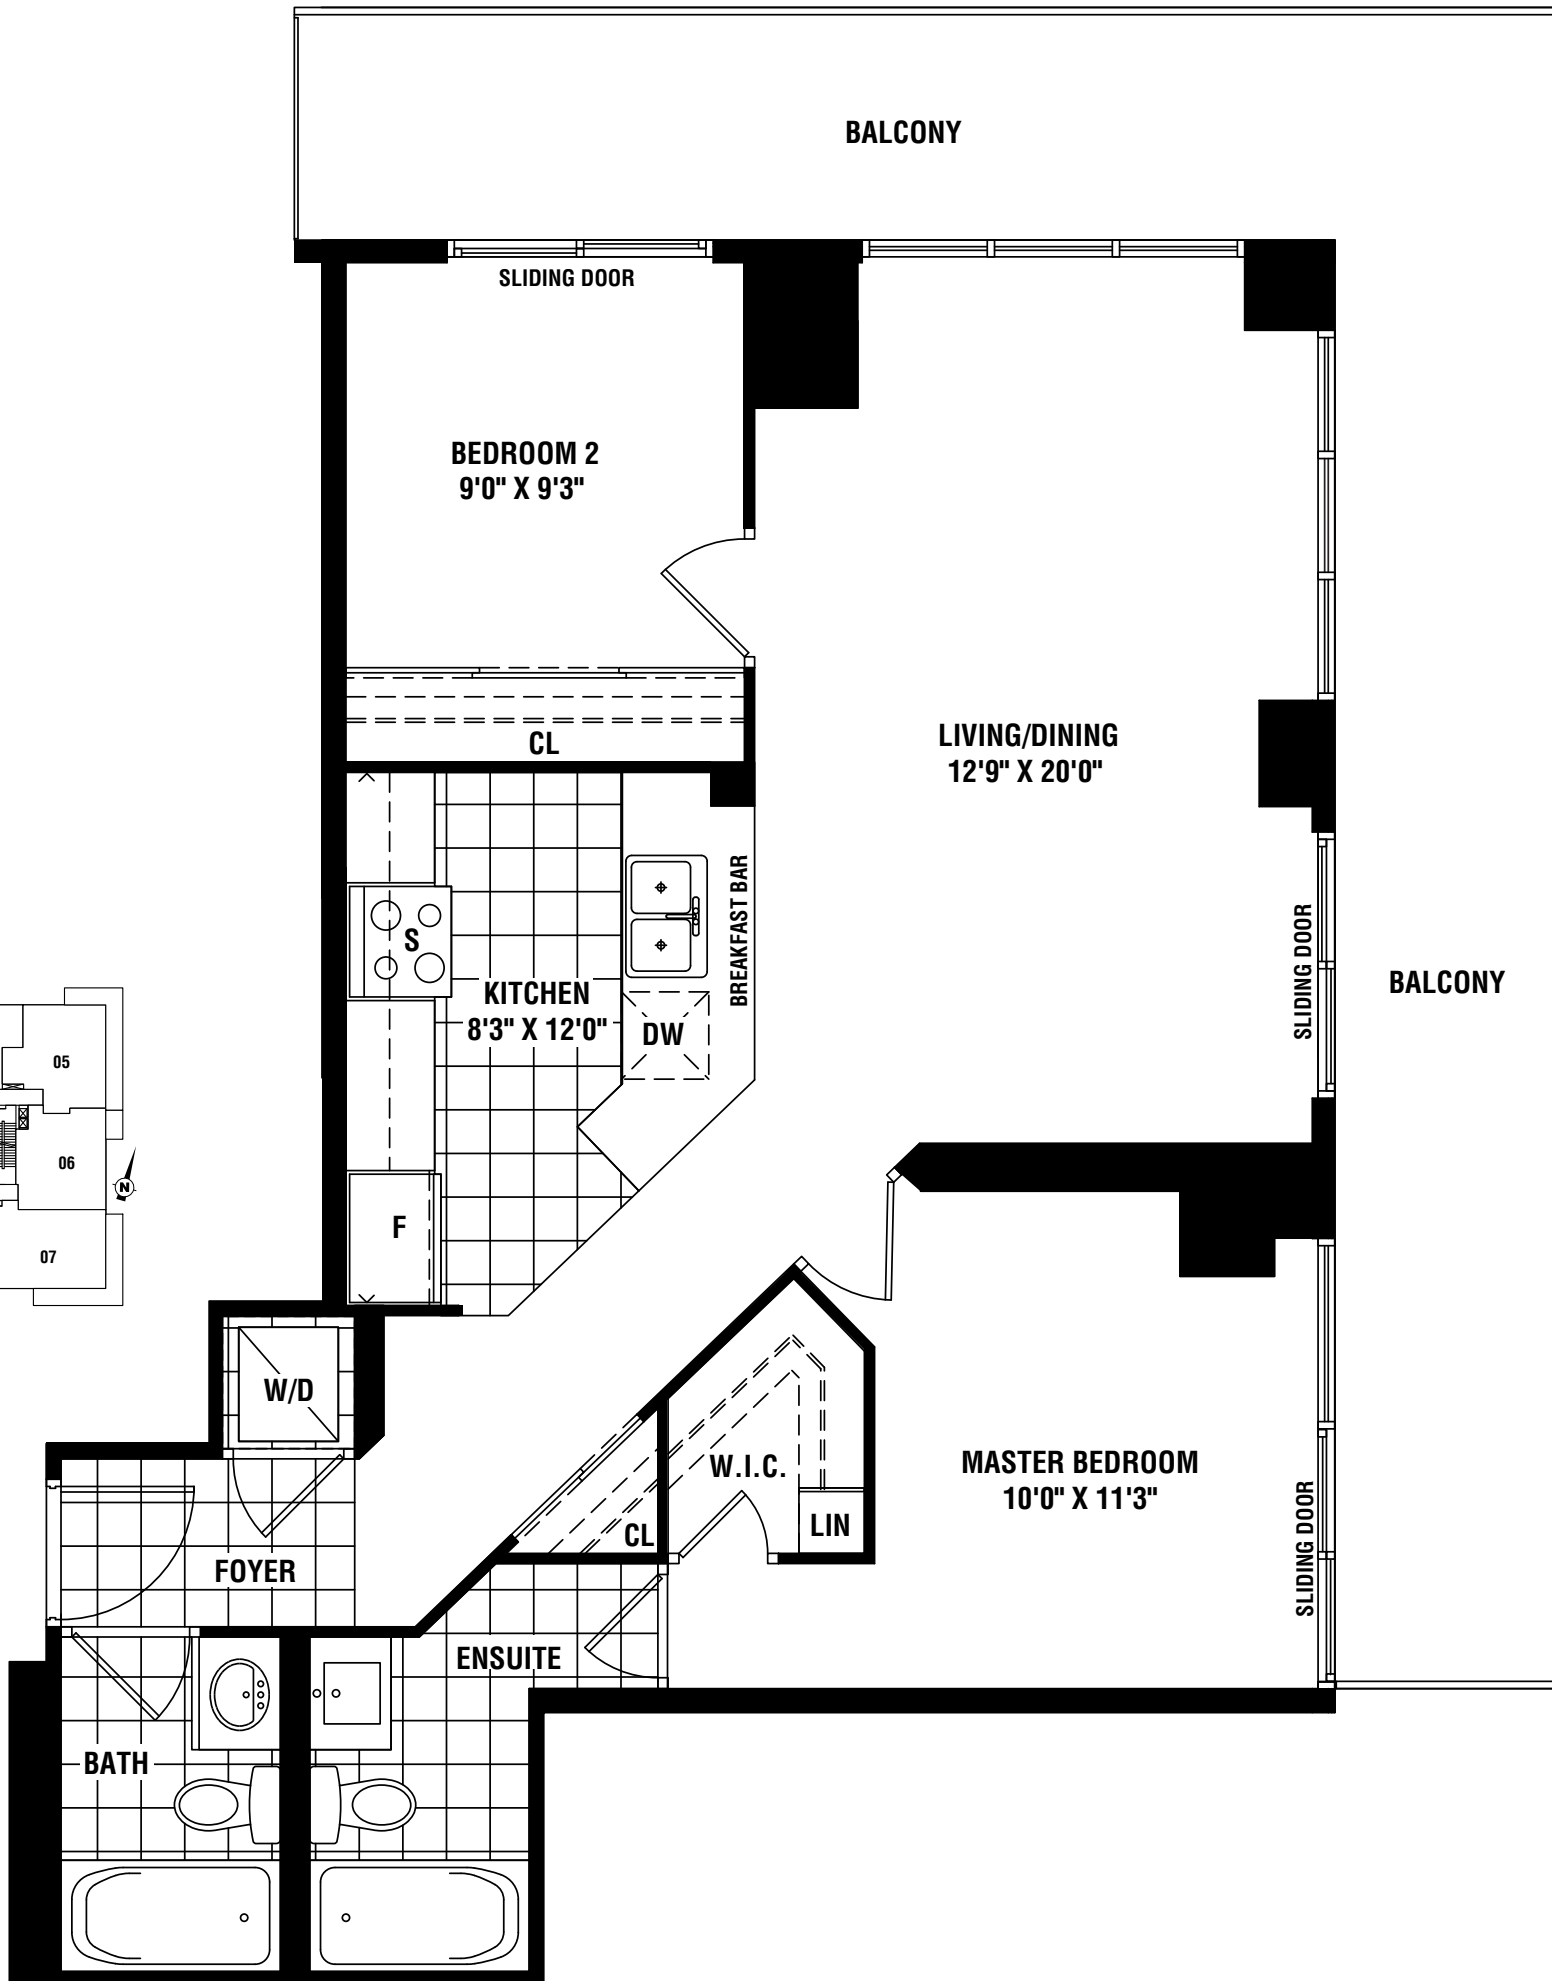 BALCONY
SLIDING DOOR
BEDROOM 2
9'0" X 9'3"
CL
LIVING/DINING
12'9" X 20'0"
BREAKFAST BAR
S
KITCHEN
8'3" X 12'0"
DW
SLIDING DOOR
BALCONY
05
06
N
07
F
W/D
W.I.C.
MASTER BEDROOM
10'0" X 11'3"
LIN
CL
SLIDING DOOR
FOYER
ENSUITE
BATH